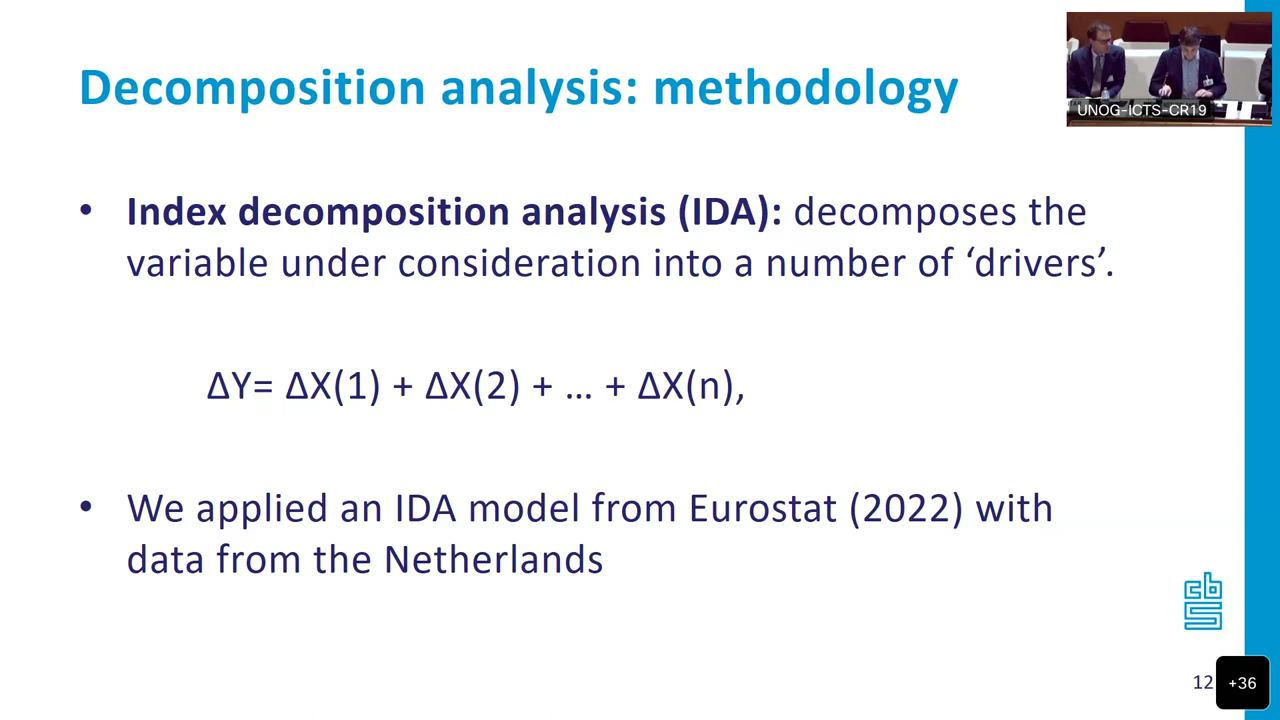 Decomposition analysis: methodology
UNOG-ICTS-CR19
• Index decomposition analysis (IDA): decomposes the
variable under consideration into a number of ‘drivers’.
ΔY= ΔX(1) + ΔX(2) + … + ΔX(n),
• We applied an IDA model from Eurostat (2022) with
data from the Netherlands
cbs
12
+36